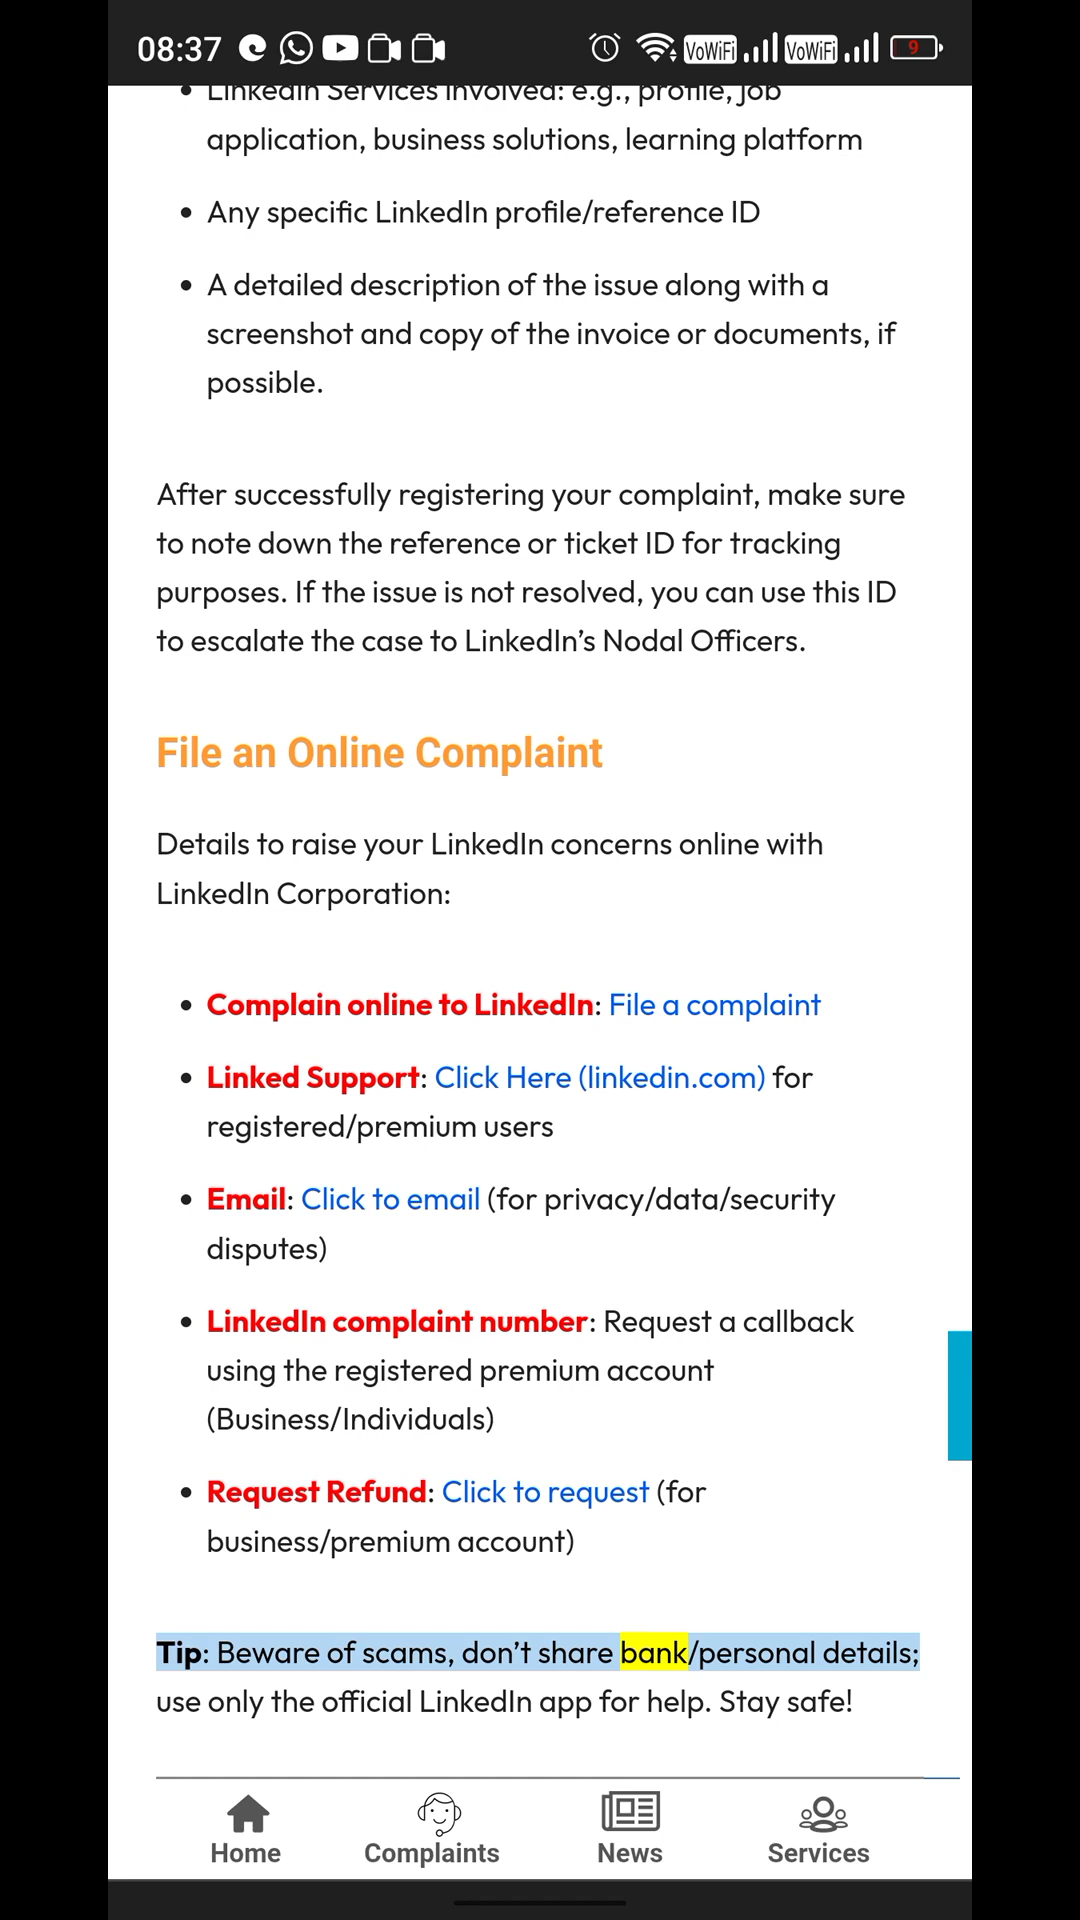 08:37 VoWiFi VoWiFi 9
LinkedIn Services involved: e.g., profile, job
application, business solutions, learning platform
Any specific LinkedIn profile/reference ID
A detailed description of the issue along with a
screenshot and copy of the invoice or documents, if
possible.
After successfully registering your complaint, make sure
to note down the reference or ticket ID for tracking
purposes. If the issue is not resolved, you can use this ID
to escalate the case to LinkedIn’s Nodal Officers.
File an Online Complaint
Details to raise your LinkedIn concerns online with
LinkedIn Corporation:
Complain online to LinkedIn: File a complaint
Linked Support: Click Here (linkedin.com) for
registered/premium users
Email: Click to email (for privacy/data/security
disputes)
LinkedIn complaint number: Request a callback
using the registered premium account
(Business/Individuals)
Request Refund: Click to request (for
business/premium account)
Tip: Beware of scams, don’t share bank/personal details;
use only the official LinkedIn app for help. Stay safe!
Home Complaints News Services